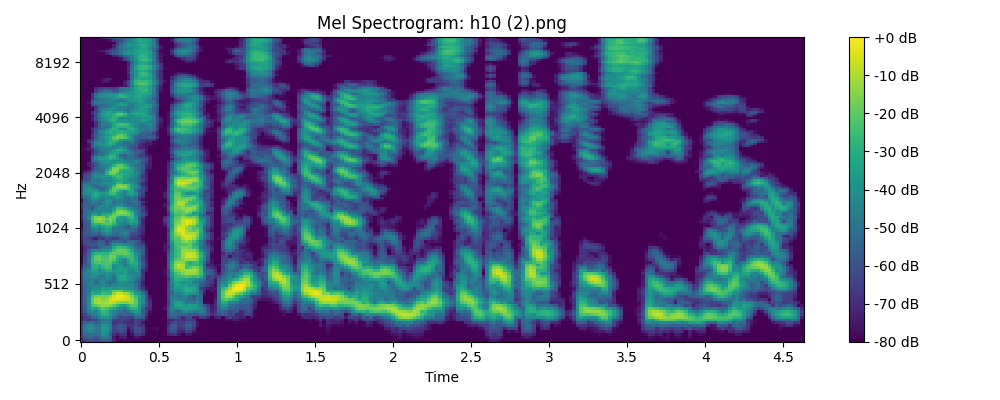 Mel Spectrogram: h10 (2).png
Hz
8192
4096
2048
1024
512
0
0 0.5 1 1.5 2 2.5 3 3.5 4 4.5
Time
+0 dB
-10 dB
-20 dB
-30 dB
-40 dB
-50 dB
-60 dB
-70 dB
-80 dB